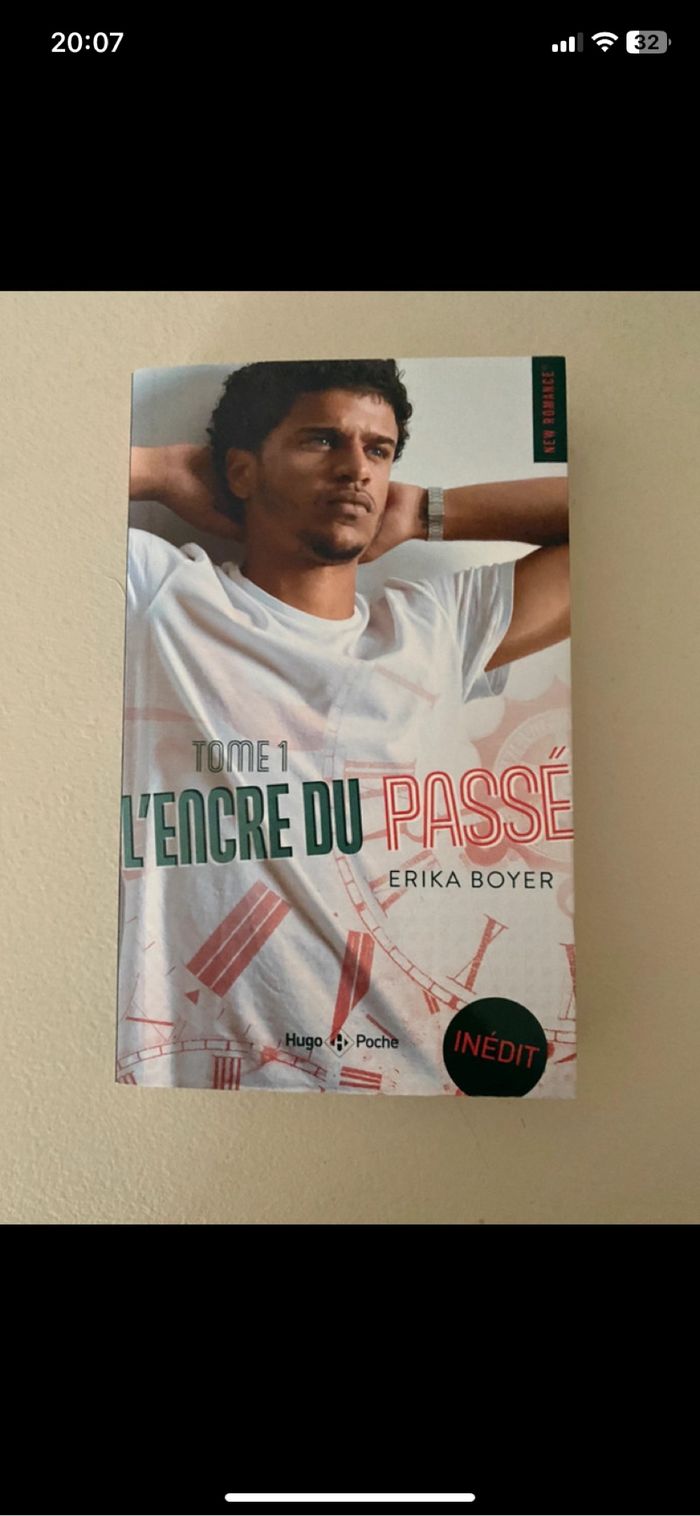 20:07
32
NEW ROMANCE
TOME 1
L'ENCRE DU PASSÉ
ERIKA BOYER
Hugo Poche
INÉDIT